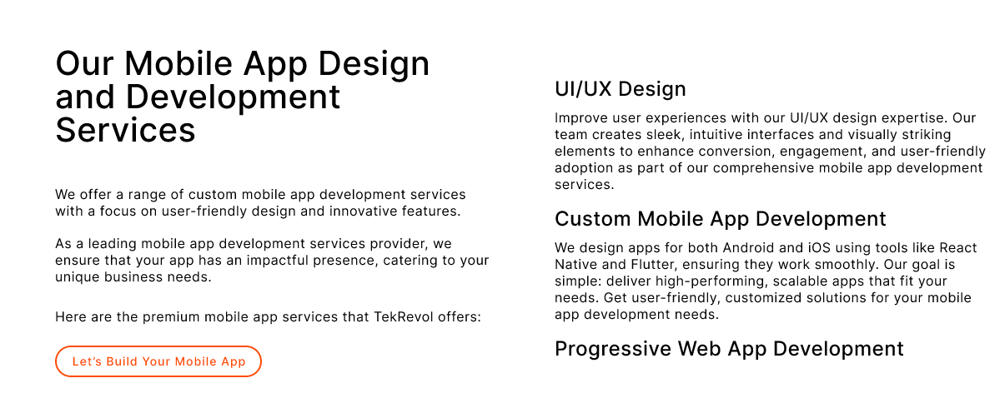 Our Mobile App Design
and Development
Services
We offer a range of custom mobile app development services
with a focus on user-friendly design and innovative features.
As a leading mobile app development services provider, we
ensure that your app has an impactful presence, catering to your
unique business needs.
Here are the premium mobile app services that TekRevol offers:
Let’s Build Your Mobile App
UI/UX Design
Improve user experiences with our UI/UX design expertise. Our
team creates sleek, intuitive interfaces and visually striking
elements to enhance conversion, engagement, and user-friendly
adoption as part of our comprehensive mobile app development
services.
Custom Mobile App Development
We design apps for both Android and iOS using tools like React
Native and Flutter, ensuring they work smoothly. Our goal is
simple: deliver high-performing, scalable apps that fit your
needs. Get user-friendly, customized solutions for your mobile
app development needs.
Progressive Web App Development